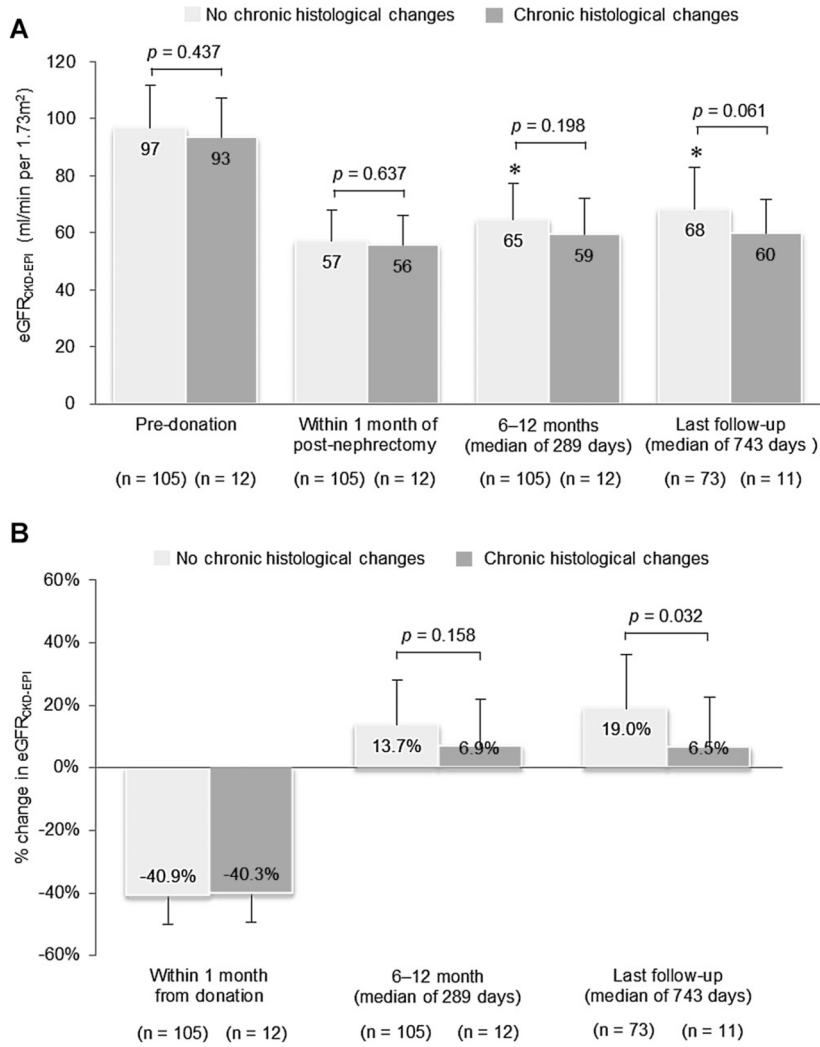 No chronic histological changes Chronic histological changes
A
p = 0.437
p = 0.637
p = 0.198
p = 0.061
*
*
eGFRCKD-EPI (ml/min per 1.73m²)
120
100
80
60
40
20
0
97 93 57 56 65 59 68 60
Pre-donation
Within 1 month of
post-nephrectomy
6–12 months
(median of 289 days)
Last follow-up
(median of 743 days )
(n = 105) (n = 12) (n = 105) (n = 12) (n = 105) (n = 12) (n = 73) (n = 11)
B
No chronic histological changes Chronic histological changes
% change in eGFRCKD-EPI
60%
40%
20%
0%
-20%
-40%
-60%
p = 0.158
p = 0.032
-40.9% -40.3% 13.7% 6.9% 19.0% 6.5%
Within 1 month
from donation
6–12 month
(median of 289 days)
Last follow-up
(median of 743 days)
(n = 105) (n = 12) (n = 105) (n = 12) (n = 73) (n = 11)